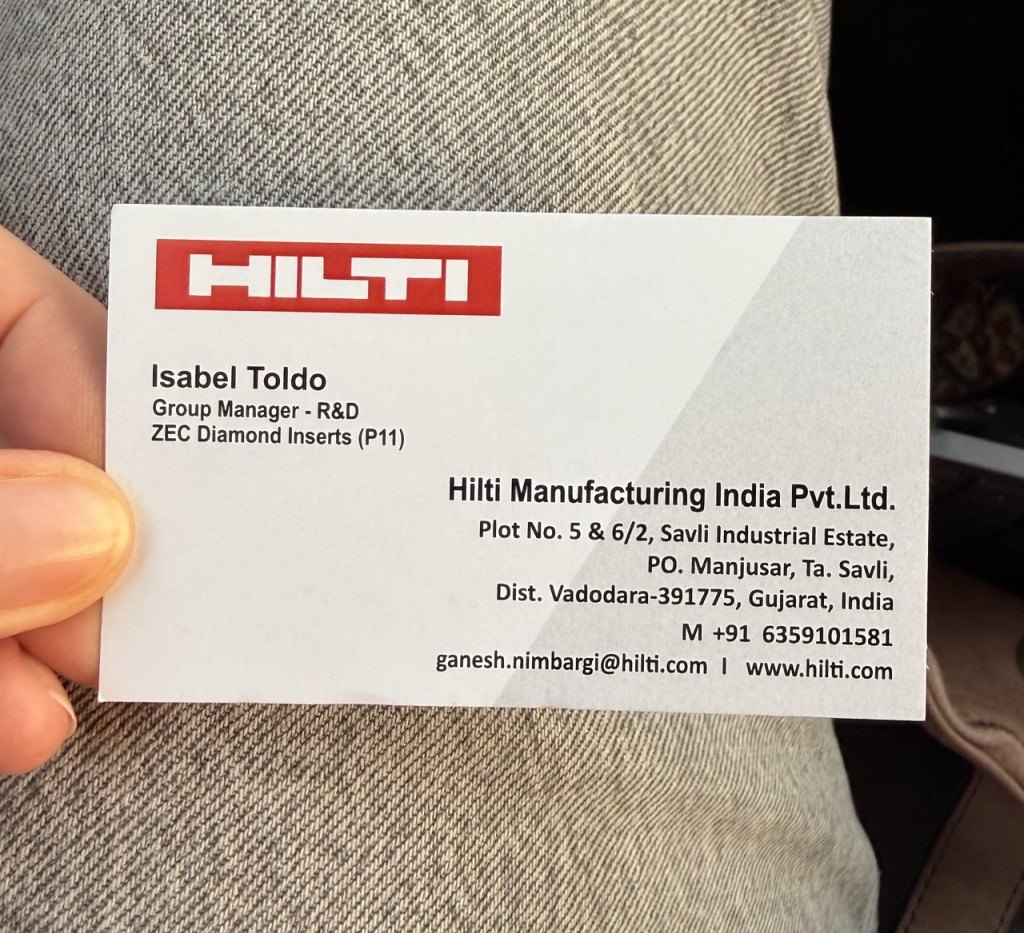 HILTI
Isabel Toldo
Group Manager - R&D
ZEC Diamond Inserts (P11)
Hilti Manufacturing India Pvt.Ltd.
Plot No. 5 & 6/2, Savli Industrial Estate,
PO. Manjusar, Ta. Savli,
Dist. Vadodara-391775, Gujarat, India
M +91 6359101581
ganesh.nimbargi@hilti.com I www.hilti.com